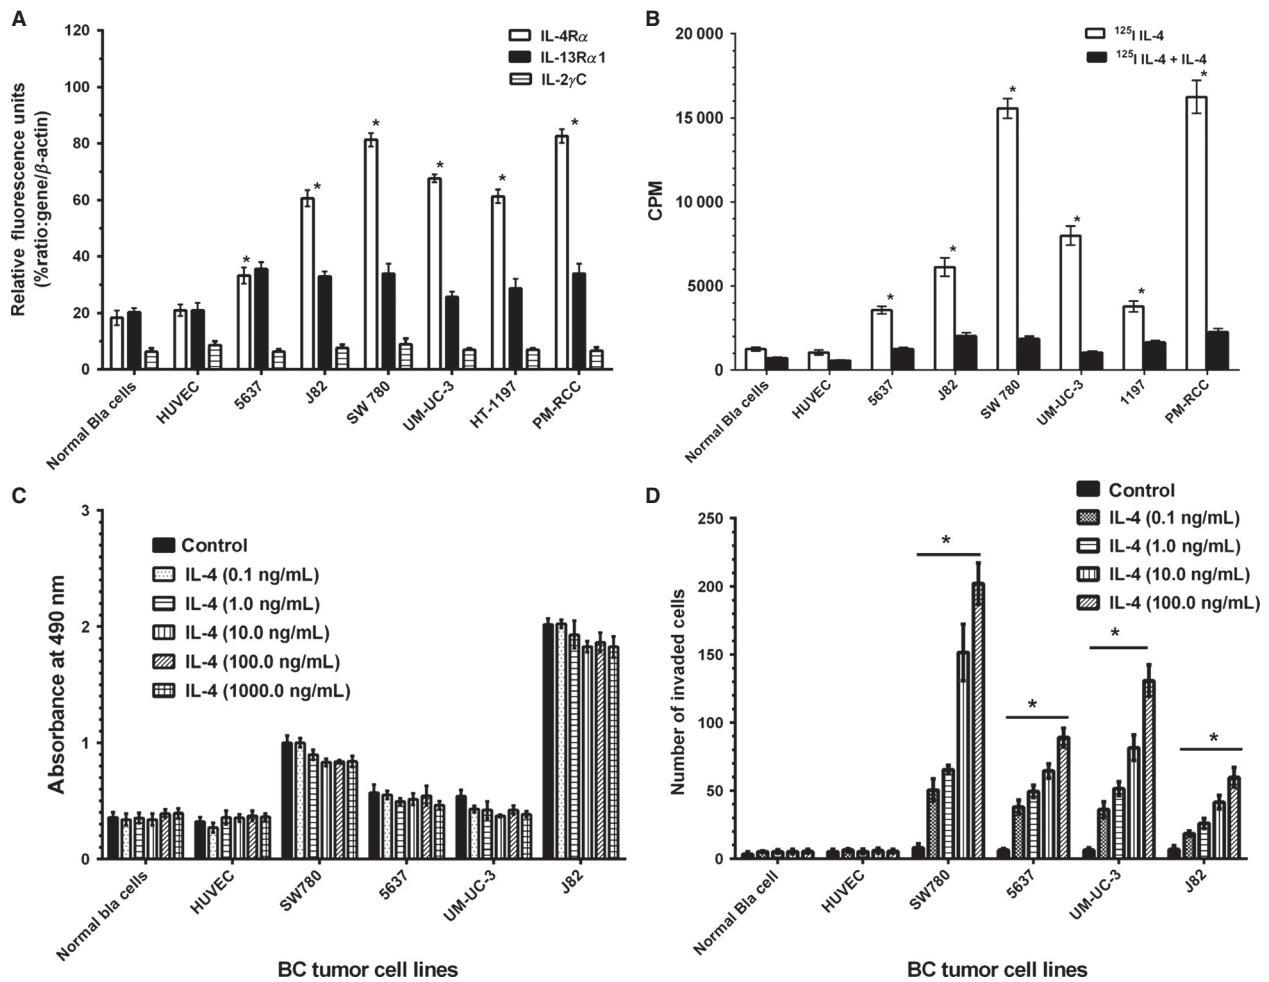 A
Relative fluorescence units
(%ratio:gene/β-actin)
120
100
80
60
40
20
0
IL-4Rα
IL-13Rα1
IL-2γC
*
*
*
*
*
*
Normal Bla cells
HUVEC
5637
J82
SW 780
UM-UC-3
HT-1197
PM-RCC
B
CPM
20 000
15 000
10 000
5000
0
125I IL-4
125I IL-4 + IL-4
*
*
*
*
*
*
Normal Bla cells
HUVEC
5637
J82
SW 780
UM-UC-3
1197
PM-RCC
C
Absorbance at 490 nm
3
2
1
0
Control
IL-4 (0.1 ng/mL)
IL-4 (1.0 ng/mL)
IL-4 (10.0 ng/mL)
IL-4 (100.0 ng/mL)
IL-4 (1000.0 ng/mL)
Normal bla cells
HUVEC
SW780
5637
UM-UC-3
J82
BC tumor cell lines
D
Number of invaded cells
250
200
150
100
50
0
Control
IL-4 (0.1 ng/mL)
IL-4 (1.0 ng/mL)
IL-4 (10.0 ng/mL)
IL-4 (100.0 ng/mL)
*
*
*
*
Normal Bla cell
HUVEC
SW780
5637
UM-UC-3
J82
BC tumor cell lines